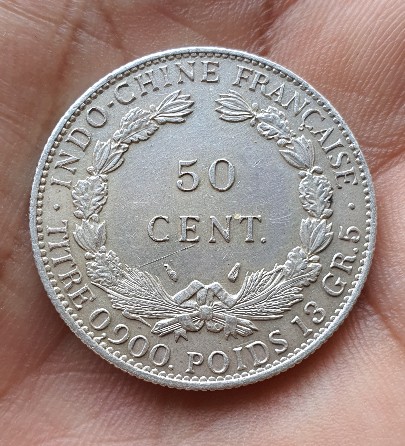 INDO-CHINE FRANÇAISE
50
CENT.
· TITRE 0,900. POIDS 13 GR.5 ·